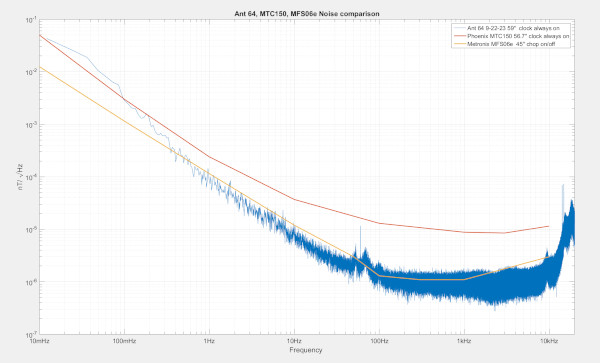 Ant 64, MTC150, MFS06e Noise comparison
Ant 64 9-22-23 59" clock always on
Phoenix MTC150 56.7" clock always on
Metronix MFS06e 45" chop on/off
10^-1
10^-2
10^-3
10^-4
10^-5
10^-6
10^-7
nT/ √Hz
10mHz 100mHz 1Hz 10Hz 100Hz 1kHz 10kHz
Frequency